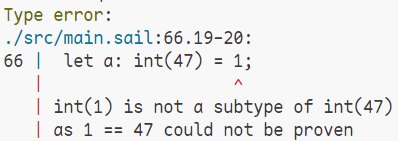 Type error:
./src/main.sail:66.19-20:
66 |  let a: int(47) = 1;
   |                   ^
   | int(1) is not a subtype of int(47)
   | as 1 == 47 could not be proven